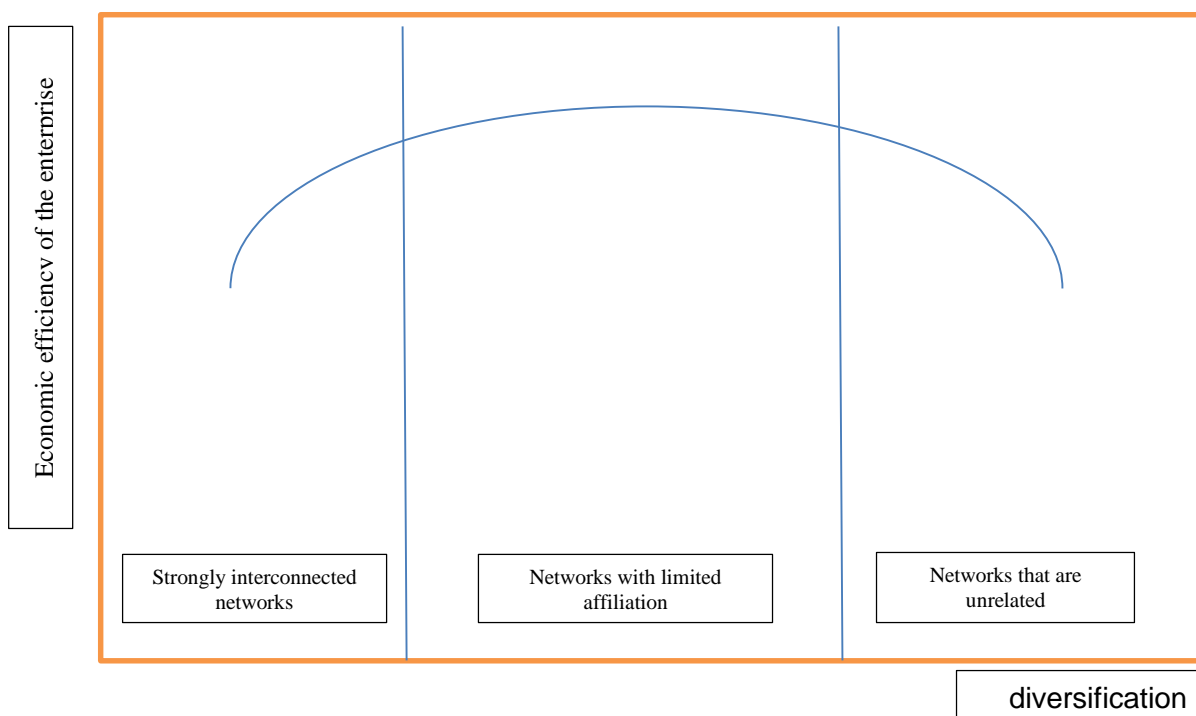 Economic efficiency of the enterprise
Strongly interconnected
networks
Networks with limited
affiliation
Networks that are
unrelated
diversification